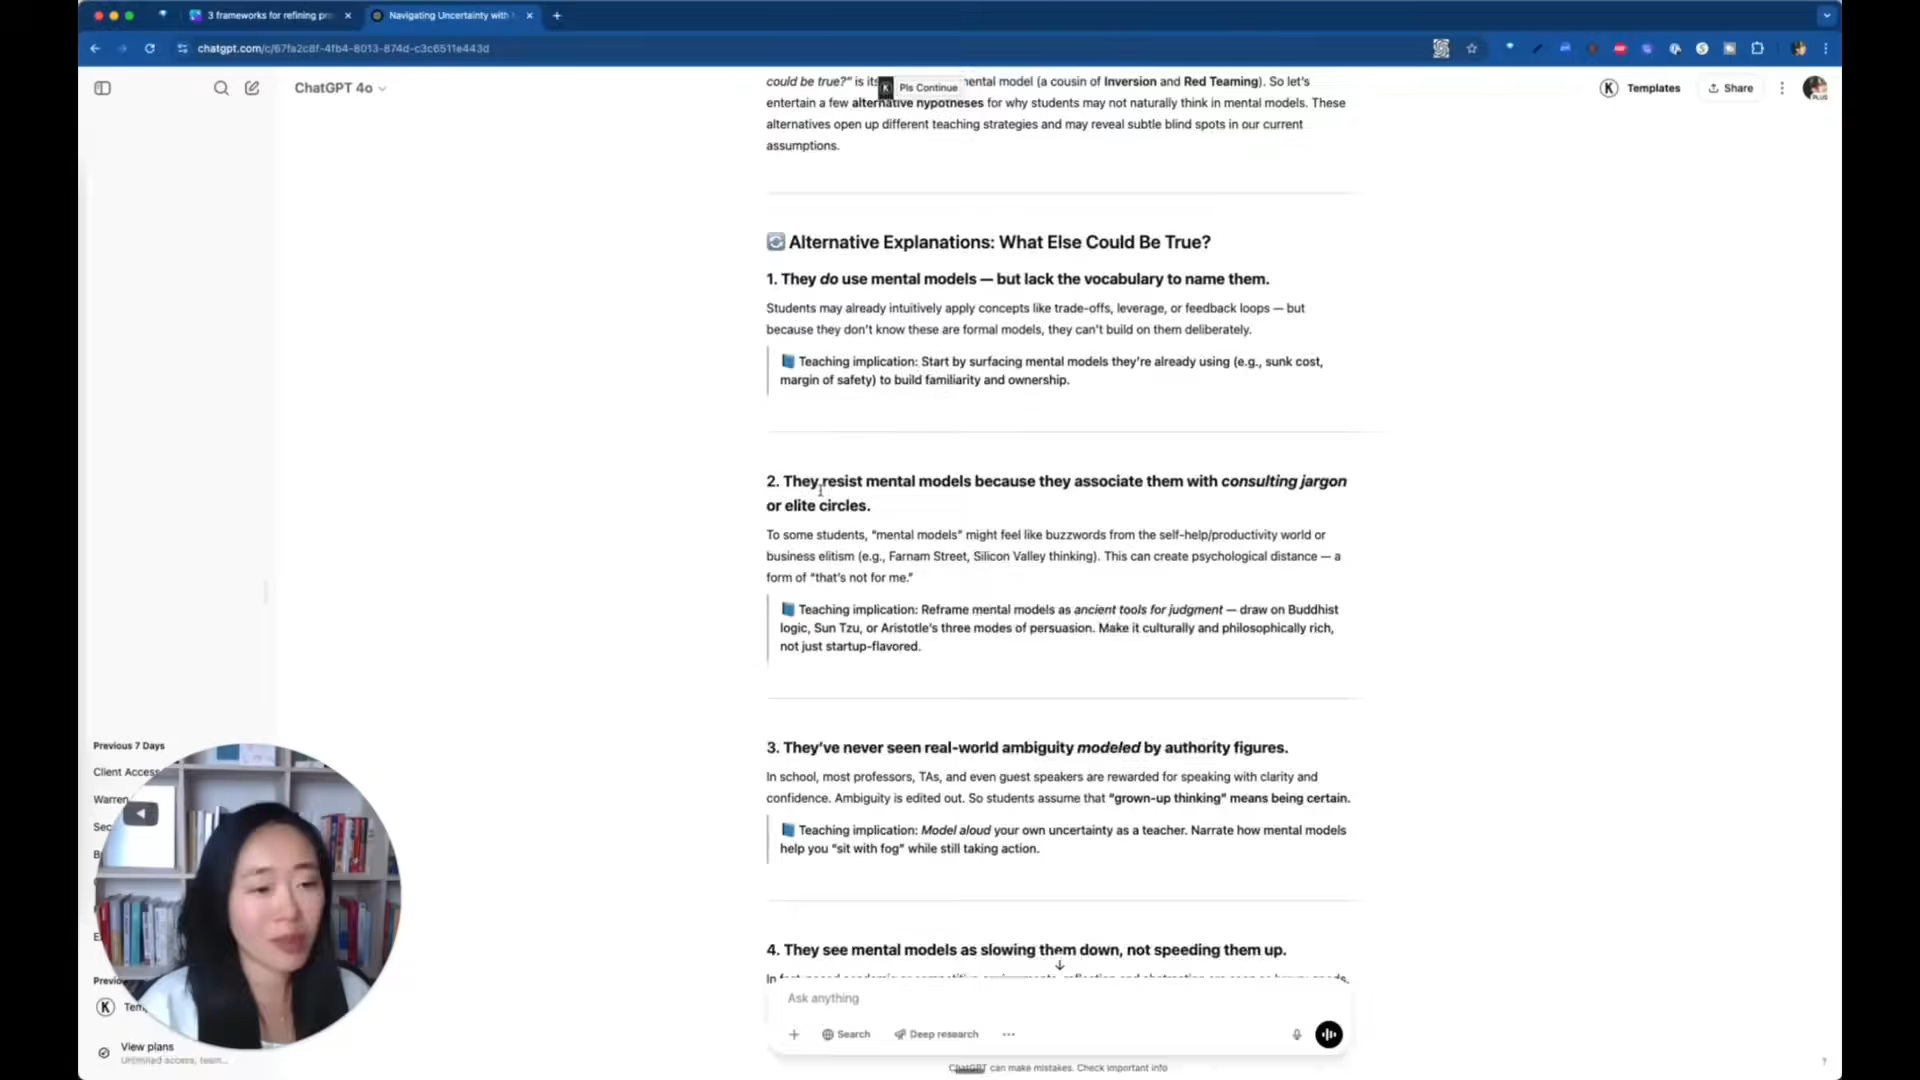 3 frameworks for refining pr
Navigating Uncertainty with
chatgpt.com/c/67fa2c8f-4fb4-8013-874d-c3c6511e443d
ChatGPT 4o
Templates
Share
PLUS
K Pls Continue
could be true?” is its mental model (a cousin of Inversion and Red Teaming). So let's
entertain a few alternative hypotheses for why students may not naturally think in mental models. These
alternatives open up different teaching strategies and may reveal subtle blind spots in our current
assumptions.
Alternative Explanations: What Else Could Be True?
1. They do use mental models — but lack the vocabulary to name them.
Students may already intuitively apply concepts like trade-offs, leverage, or feedback loops — but
because they don't know these are formal models, they can't build on them deliberately.
Teaching implication: Start by surfacing mental models they're already using (e.g., sunk cost,
margin of safety) to build familiarity and ownership.
2. They resist mental models because they associate them with consulting jargon
or elite circles.
To some students, “mental models” might feel like buzzwords from the self-help/productivity world or
business elitism (e.g., Farnam Street, Silicon Valley thinking). This can create psychological distance — a
form of “that's not for me.”
Teaching implication: Reframe mental models as ancient tools for judgment — draw on Buddhist
logic, Sun Tzu, or Aristotle's three modes of persuasion. Make it culturally and philosophically rich,
not just startup-flavored.
3. They've never seen real-world ambiguity modeled by authority figures.
In school, most professors, TAs, and even guest speakers are rewarded for speaking with clarity and
confidence. Ambiguity is edited out. So students assume that “grown-up thinking” means being certain.
Teaching implication: Model aloud your own uncertainty as a teacher. Narrate how mental models
help you “sit with fog” while still taking action.
4. They see mental models as slowing them down, not speeding them up.
Previous 7 Days
Client Access
Warren
Sec
Previo
K Tem
View plans
Unlimited access, team...
Ask anything
Search
Deep research
ChatGPT can make mistakes. Check important info
?